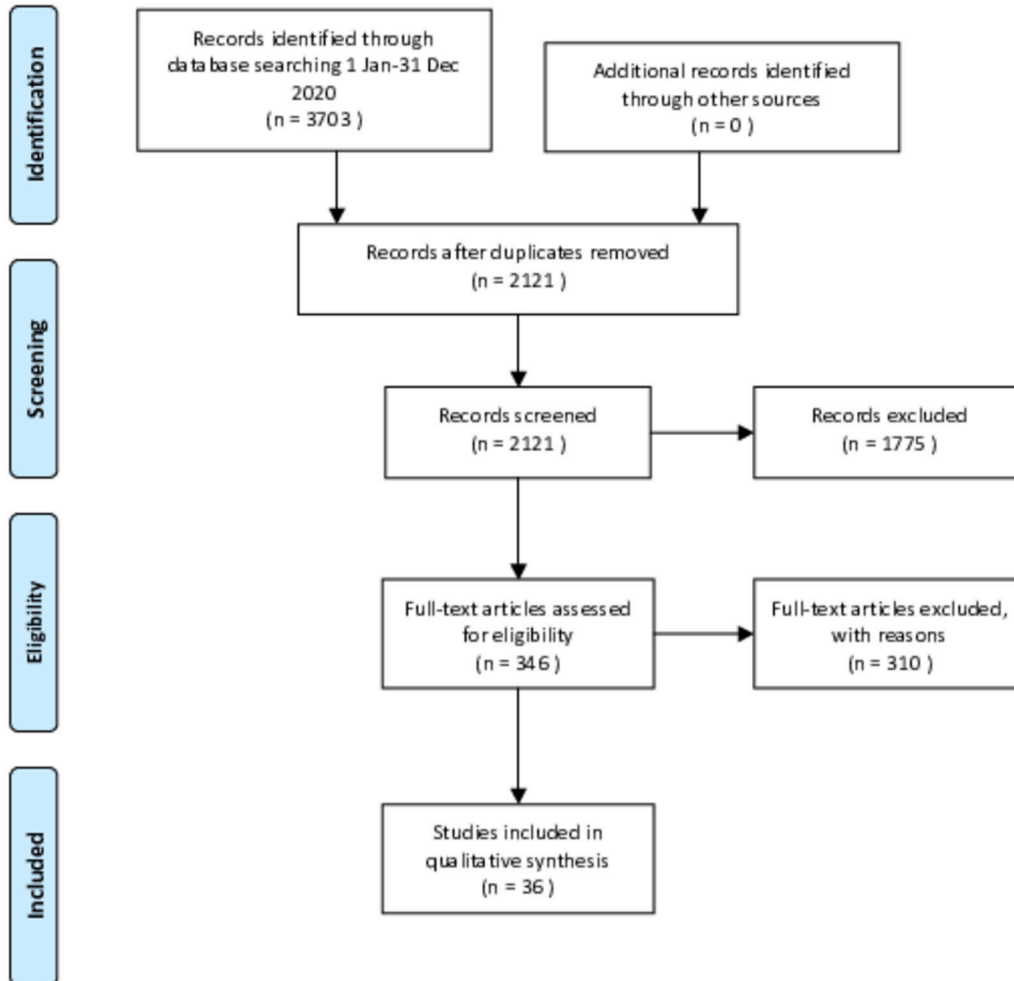 Identification
Records identified through
database searching 1 Jan-31 Dec
2020
(n = 3703 )
Additional records identified
through other sources
(n = 0 )
Records after duplicates removed
(n = 2121 )
Screening
Records screened
(n = 2121 )
Records excluded
(n = 1775 )
Eligibility
Full-text articles assessed
for eligibility
(n = 346 )
Full-text articles excluded,
with reasons
(n = 310 )
Included
Studies included in
qualitative synthesis
(n = 36 )